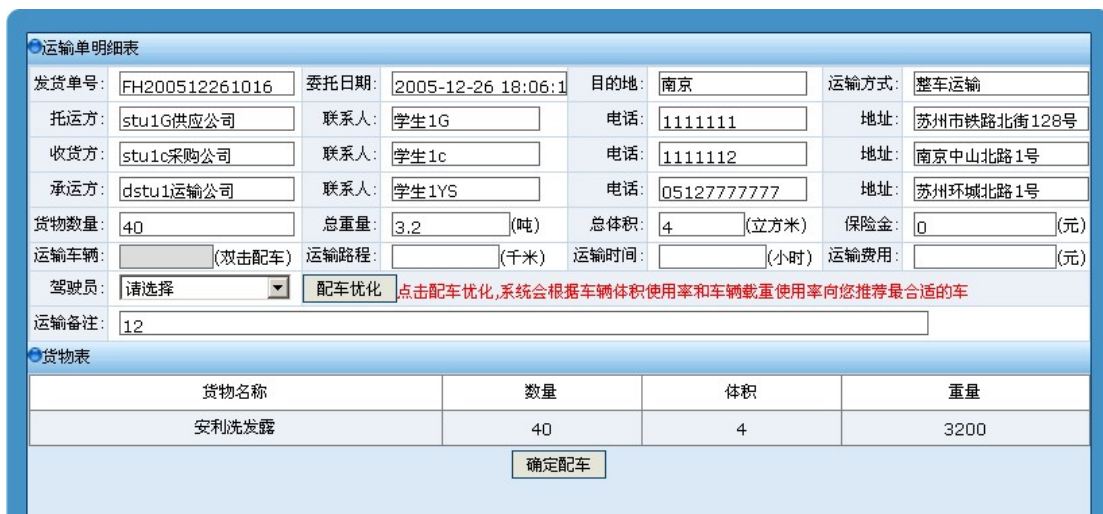 运输单明细表
发货单号: FH200512261016 委托日期: 2005-12-26 18:06:1 目的地: 南京 运输方式: 整车运输
托运方: stu1G供应公司 联系人: 学生1G 电话: 1111111 地址: 苏州市铁路北街128号
收货方: stu1c采购公司 联系人: 学生1c 电话: 1111112 地址: 南京中山北路1号
承运方: dstu1运输公司 联系人: 学生1YS 电话: 05127777777 地址: 苏州环城北路1号
货物数量: 40 总重量: 3.2 (吨) 总体积: 4 (立方米) 保险金: 0 (元)
运输车辆: (双击配车) 运输路程: (千米) 运输时间: (小时) 运输费用: (元)
驾驶员: 请选择 配车优化 点击配车优化,系统会根据车辆体积使用率和车辆载重使用率向您推荐最合适的车
运输备注: 12
货物表
货物名称 数量 体积 重量
安利洗发露 40 4 3200
确定配车